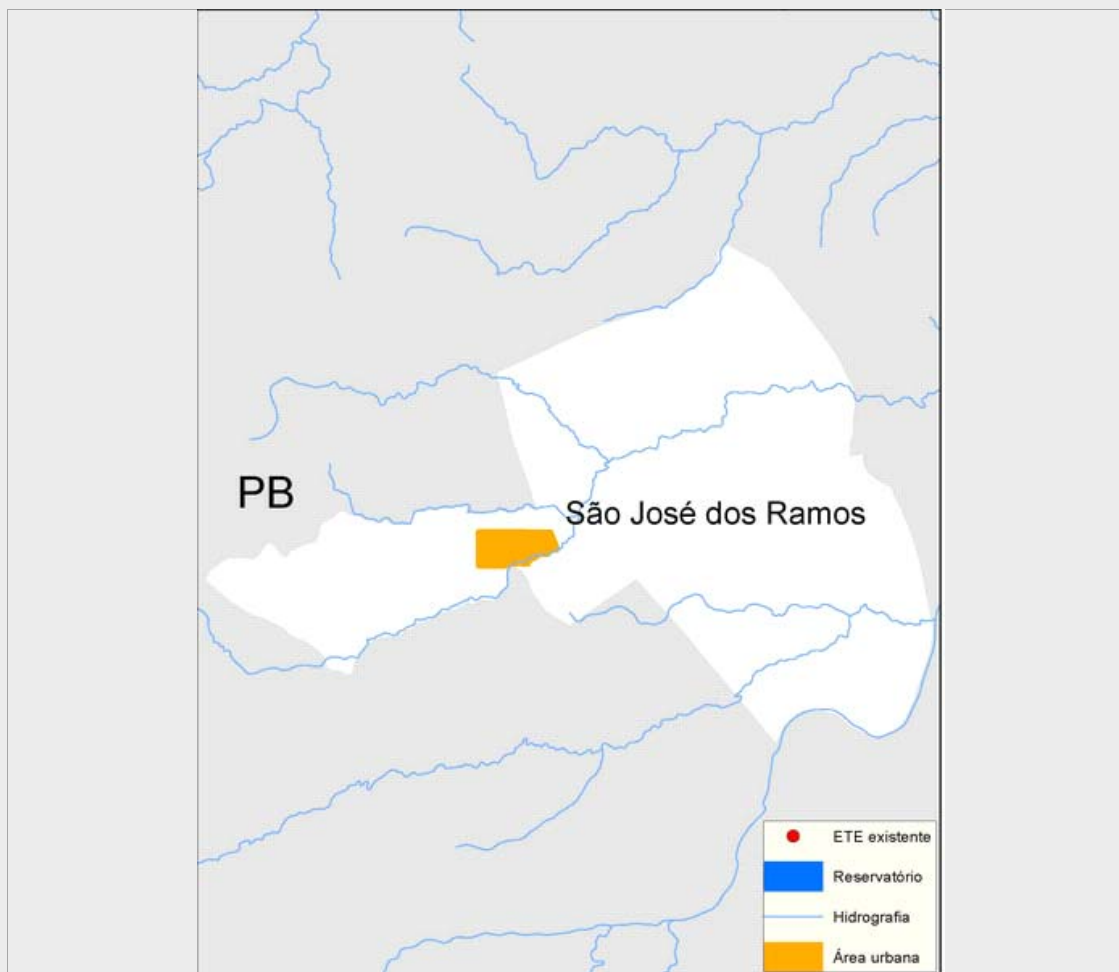 PB
São José dos Ramos
ETE existente
Reservatório
Hidrografia
Área urbana